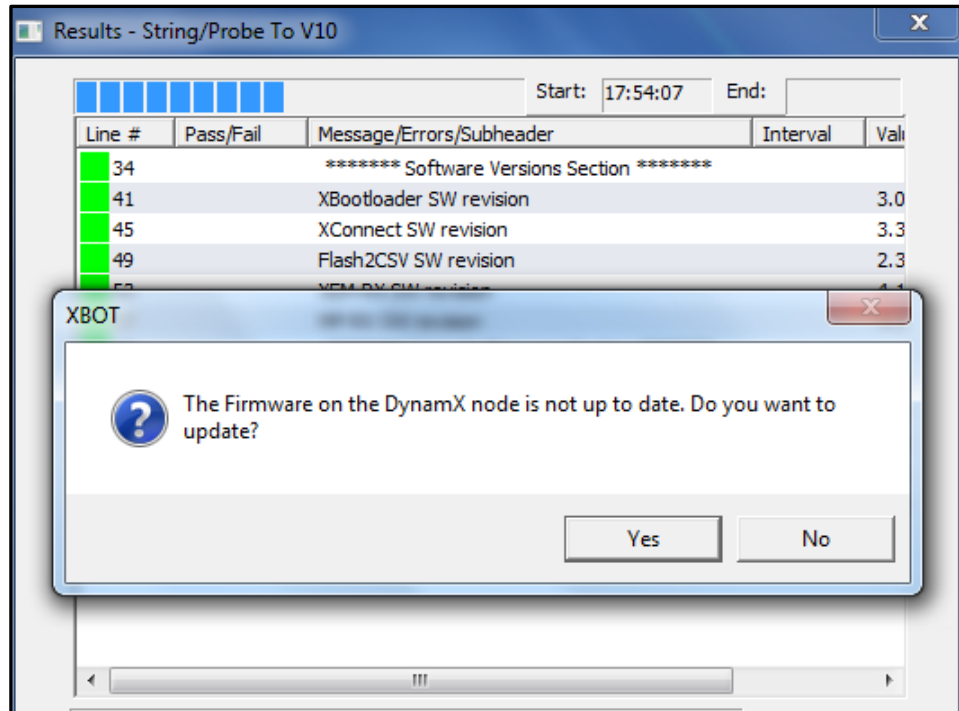 Results - String/Probe To V10
Start: 17:54:07 End:
Line # Pass/Fail Message/Errors/Subheader Interval
34 ******* Software Versions Section *******
41 XBootloader SW revision 3.0
45 XConnect SW revision 3.3
49 Flash2CSV SW revision 2.3
XBOT
The Firmware on the DynamX node is not up to date. Do you want to
update?
Yes No